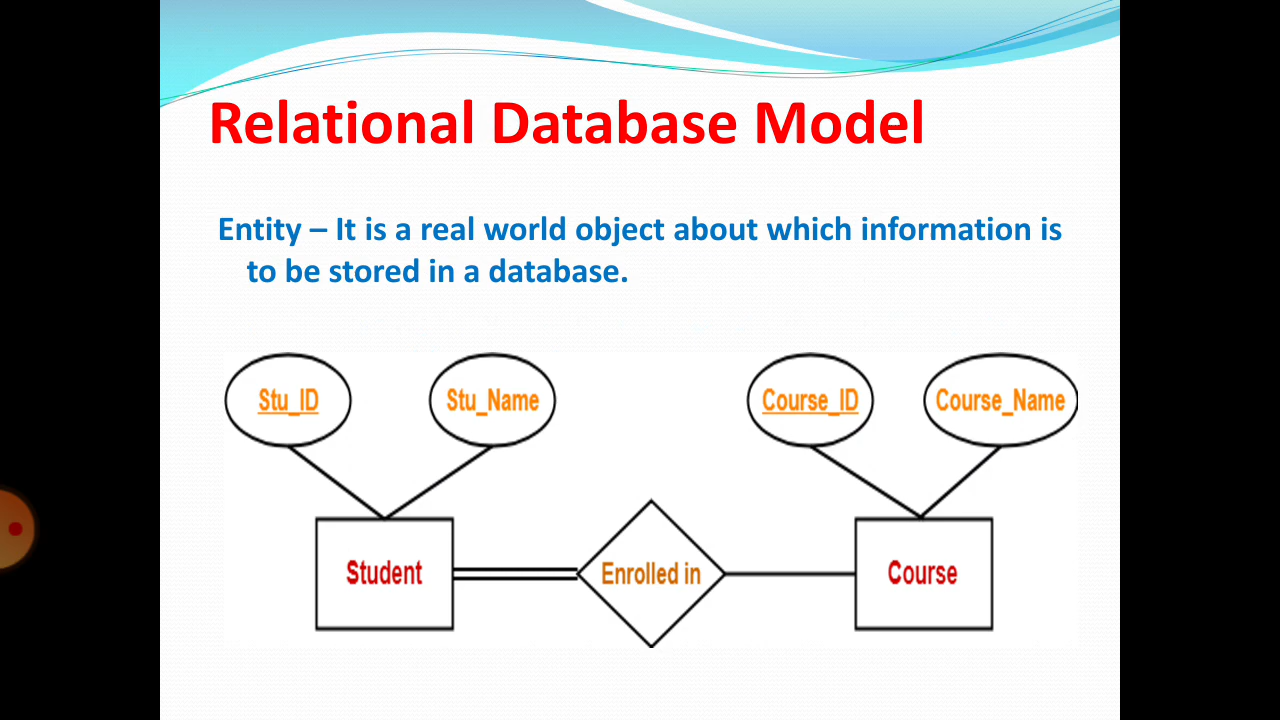 Relational Database Model
Entity – It is a real world object about which information is
to be stored in a database.
Stu_ID Stu_Name Course_ID Course_Name
Student Enrolled in Course